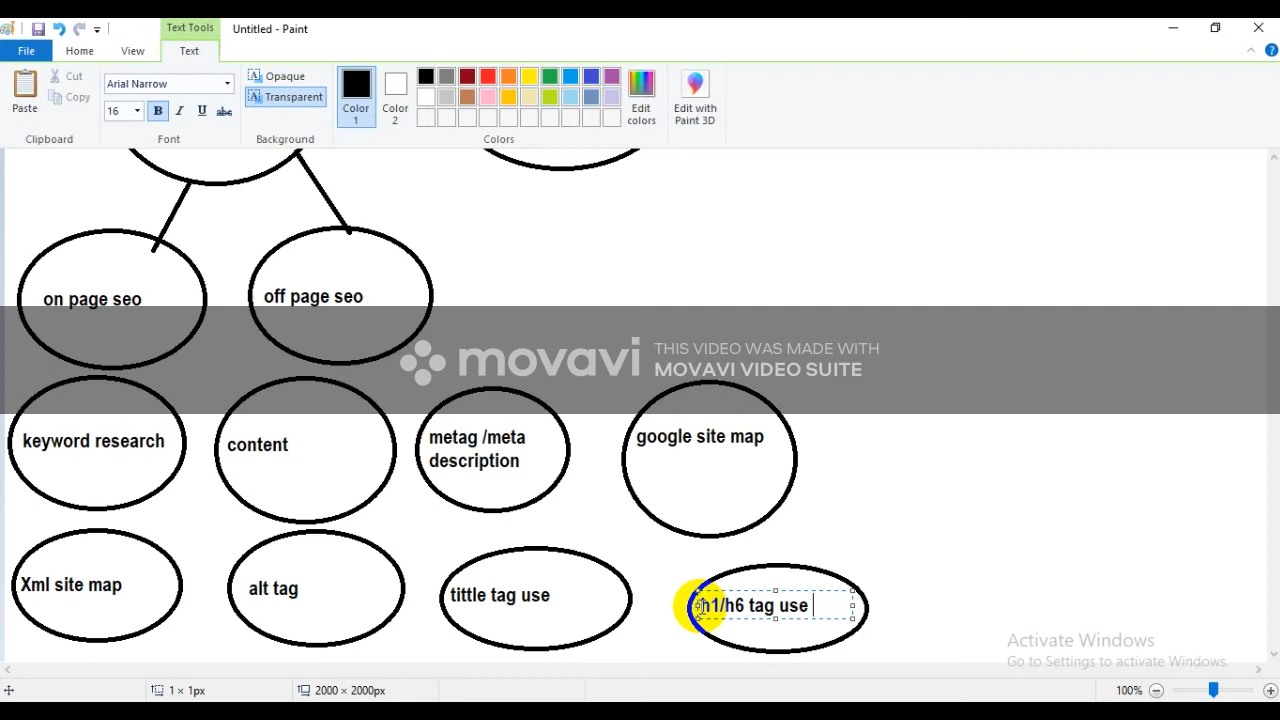 Text Tools
Untitled - Paint
File
Home
View
Text
Paste
Cut
Copy
Clipboard
Arial Narrow
16
B
I
U
abc
Font
Opaque
Transparent
Background
Color
1
Color
2
Edit
colors
Colors
Edit with
Paint 3D
on page seo
off page seo
movavi
THIS VIDEO WAS MADE WITH
MOVAVI VIDEO SUITE
keyword research
content
metag /meta
description
google site map
Xml site map
alt tag
tittle tag use
h1/h6 tag use
Activate Windows
Go to Settings to activate Windows.
1 × 1px
2000 × 2000px
100%